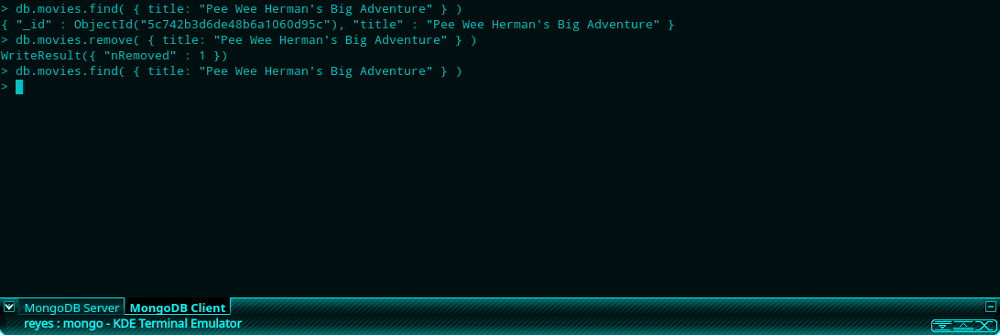 > db.movies.find( { title: "Pee Wee Herman's Big Adventure" } )
{ "_id" : ObjectId("5c742b3d6de48b6a1060d95c"), "title" : "Pee Wee Herman's Big Adventure" }
> db.movies.remove( { title: "Pee Wee Herman's Big Adventure" } )
WriteResult({ "nRemoved" : 1 })
> db.movies.find( { title: "Pee Wee Herman's Big Adventure" } )
>
MongoDB Server MongoDB Client
reyes : mongo - KDE Terminal Emulator